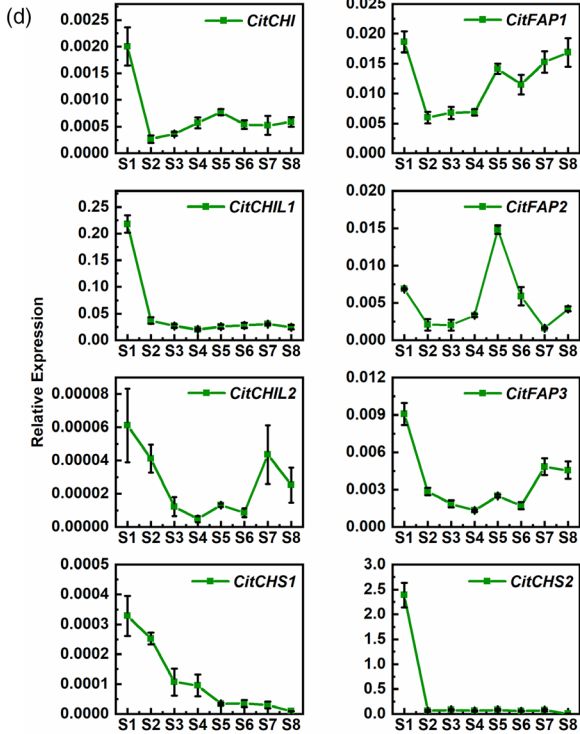 (d)
Relative Expression
CitCHI
0.0025
0.0020
0.0015
0.0010
0.0005
0.0000
S1 S2 S3 S4 S5 S6 S7 S8
CitFAP1
0.025
0.020
0.015
0.010
0.005
0.000
S1 S2 S3 S4 S5 S6 S7 S8
CitCHIL1
0.25
0.20
0.15
0.10
0.05
0.00
S1 S2 S3 S4 S5 S6 S7 S8
CitFAP2
0.020
0.015
0.010
0.005
0.000
S1 S2 S3 S4 S5 S6 S7 S8
CitCHIL2
0.00008
0.00006
0.00004
0.00002
0.00000
S1 S2 S3 S4 S5 S6 S7 S8
CitFAP3
0.012
0.009
0.006
0.003
0.000
S1 S2 S3 S4 S5 S6 S7 S8
CitCHS1
0.0005
0.0004
0.0003
0.0002
0.0001
0.0000
S1 S2 S3 S4 S5 S6 S7 S8
CitCHS2
3.0
2.5
2.0
1.5
1.0
0.5
0.0
S1 S2 S3 S4 S5 S6 S7 S8